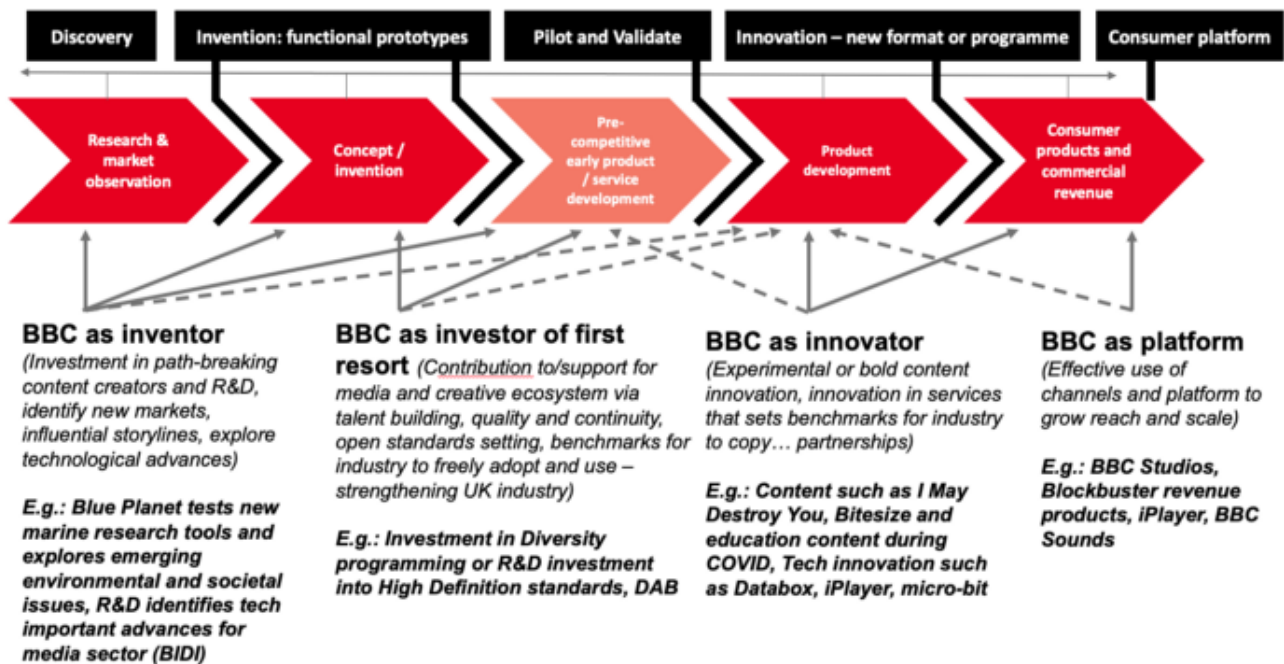 Discovery
Invention: functional prototypes
Pilot and Validate
Innovation – new format or programme
Consumer platform
Research &
market
observation
Concept /
invention
Pre-
competitive
early product
/ service
development
Product
development
Consumer
products and
commercial
revenue
BBC as inventor
(Investment in path-breaking
content creators and R&D,
identify new markets,
influential storylines, explore
technological advances)
E.g.: Blue Planet tests new
marine research tools and
explores emerging
environmental and societal
issues, R&D identifies tech
important advances for
media sector (BIDI)
BBC as investor of first
resort (Contribution to/support for
media and creative ecosystem via
talent building, quality and continuity,
open standards setting, benchmarks for
industry to freely adopt and use –
strengthening UK industry)
E.g.: Investment in Diversity
programming or R&D investment
into High Definition standards, DAB
BBC as innovator
(Experimental or bold content
innovation, innovation in services
that sets benchmarks for industry
to copy… partnerships)
E.g.: Content such as I May
Destroy You, Bitesize and
education content during
COVID, Tech innovation such
as Databox, iPlayer, micro-bit
BBC as platform
(Effective use of
channels and platform to
grow reach and scale)
E.g.: BBC Studios,
Blockbuster revenue
products, iPlayer, BBC
Sounds